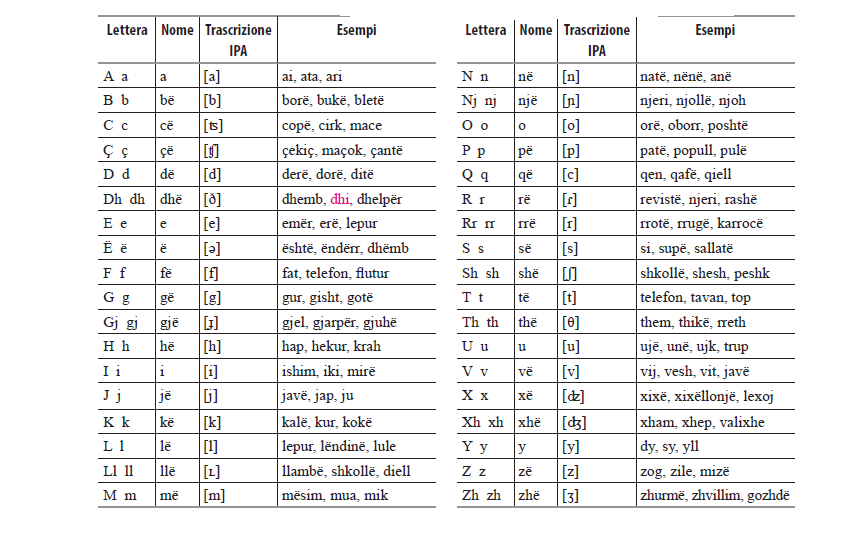 Lettera Nome Trascrizione IPA Esempi
A a a [a] ai, ata, ari
B b bë [b] borë, bukë, bletë
C c cë [ʦ] copë, cirk, mace
Ç ç çë [ʧ] çekiç, maçok, çantë
D d dë [d] derë, dorë, ditë
Dh dh dhë [ð] dhemb, dhi, dhelpër
E e e [e] emër, erë, lepur
Ë ë ë [ə] është, ëndërr, dhëmb
F f fë [f] fat, telefon, flutur
G g gë [g] gur, gisht, gotë
Gj gj gjë [ɟ] gjel, gjarpër, gjuhë
H h hë [h] hap, hekur, krah
I i i [i] ishim, iki, mirë
J j jë [j] javë, jap, ju
K k kë [k] kalë, kur, kokë
L l lë [l] lepur, lëndinë, lule
Ll ll llë [ʟ] llambë, shkollë, diell
M m më [m] mësim, mua, mik
Lettera Nome Trascrizione IPA Esempi
N n në [n] natë, nënë, anë
Nj nj një [ɲ] njeri, njollë, njoh
O o o [o] orë, oborr, poshtë
P p pë [p] patë, popull, pulë
Q q që [c] qen, qafë, qiell
R r rë [ɾ] revistë, njeri, rashë
Rr rr rrë [r] rrotë, rrugë, karrocë
S s së [s] si, supë, sallatë
Sh sh shë [ʃ] shkollë, shesh, peshk
T t të [t] telefon, tavan, top
Th th thë [θ] them, thikë, rreth
U u u [u] ujë, unë, ujk, trup
V v vë [v] vij, vesh, vit, javë
X x xë [ʣ] xixë, xixëllonjë, lexoj
Xh xh xhë [ʤ] xham, xhep, valixhe
Y y y [y] dy, sy, yll
Z z zë [z] zog, zile, mizë
Zh zh zhë [ʒ] zhurmë, zhvillim, gozhdë